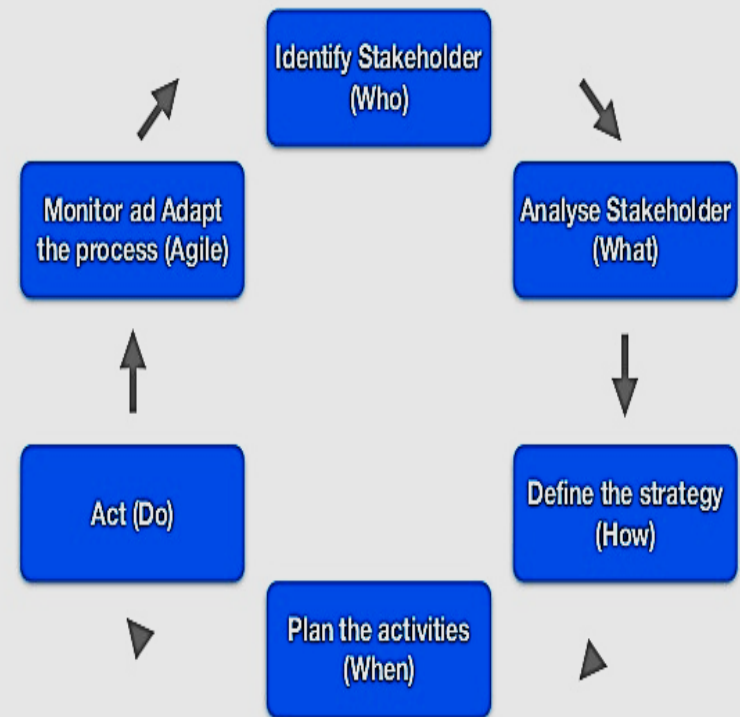 Identify Stakeholder
(Who)
Analyse Stakeholder
(What)
Define the strategy
(How)
Plan the activities
(When)
Act (Do)
Monitor ad Adapt
the process (Agile)